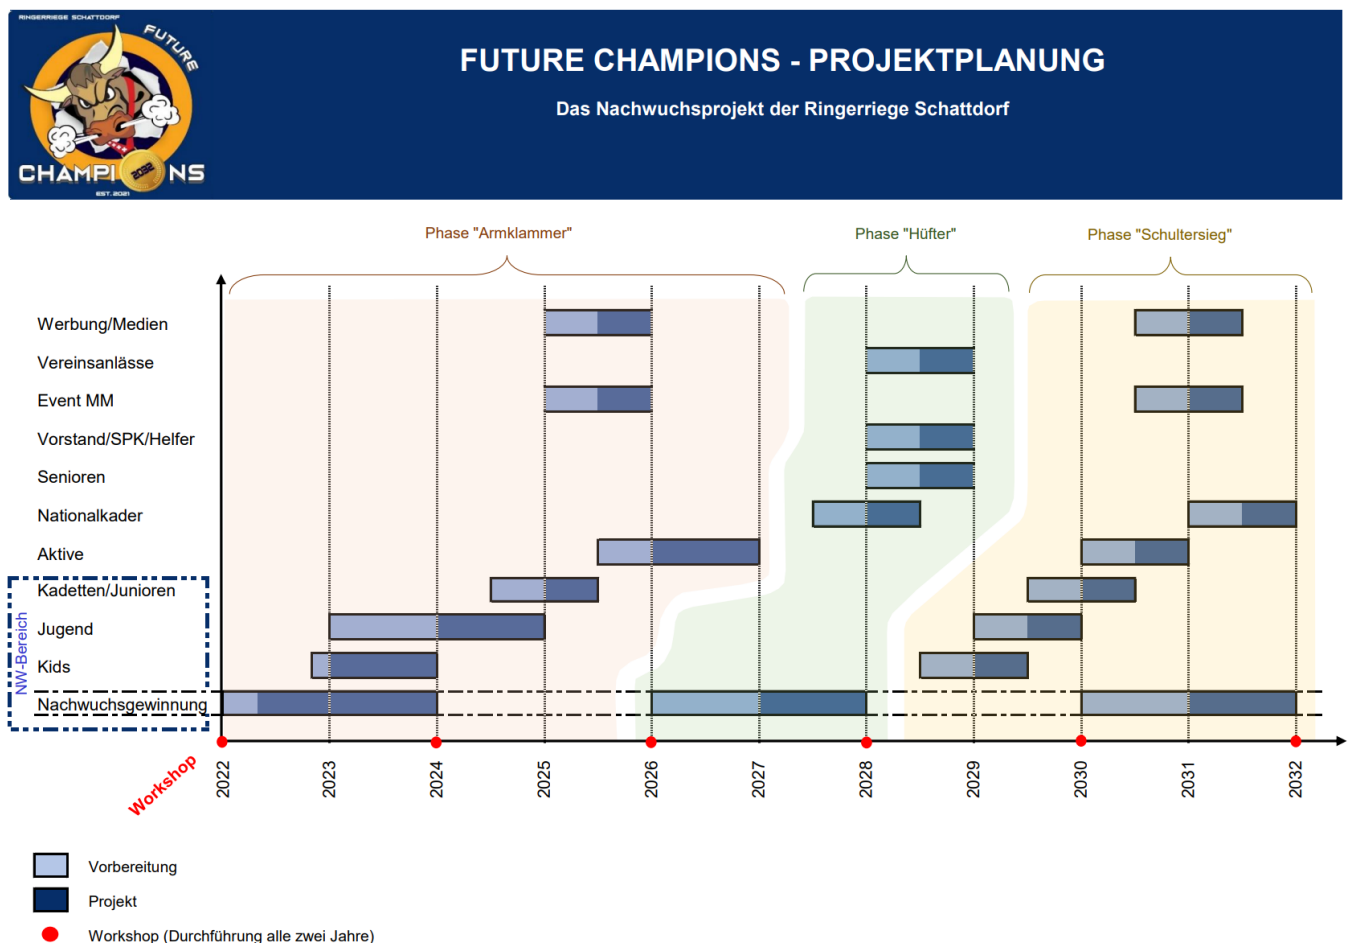 RINGERRIEGE SCHATTDORF
FUTURE
CHAMPI NS
2032
EST. 2021
FUTURE CHAMPIONS - PROJEKTPLANUNG
Das Nachwuchsprojekt der Ringerriege Schattdorf
Phase "Armklammer"
Phase "Hüfter"
Phase "Schultersieg"
Werbung/Medien
Vereinsanlässe
Event MM
Vorstand/SPK/Helfer
Senioren
Nationalkader
Aktive
NW-Bereich
Kadetten/Junioren
Jugend
Kids
Nachwuchsgewinnung
Workshop
2022
2023
2024
2025
2026
2027
2028
2029
2030
2031
2032
Vorbereitung
Projekt
Workshop (Durchführung alle zwei Jahre)